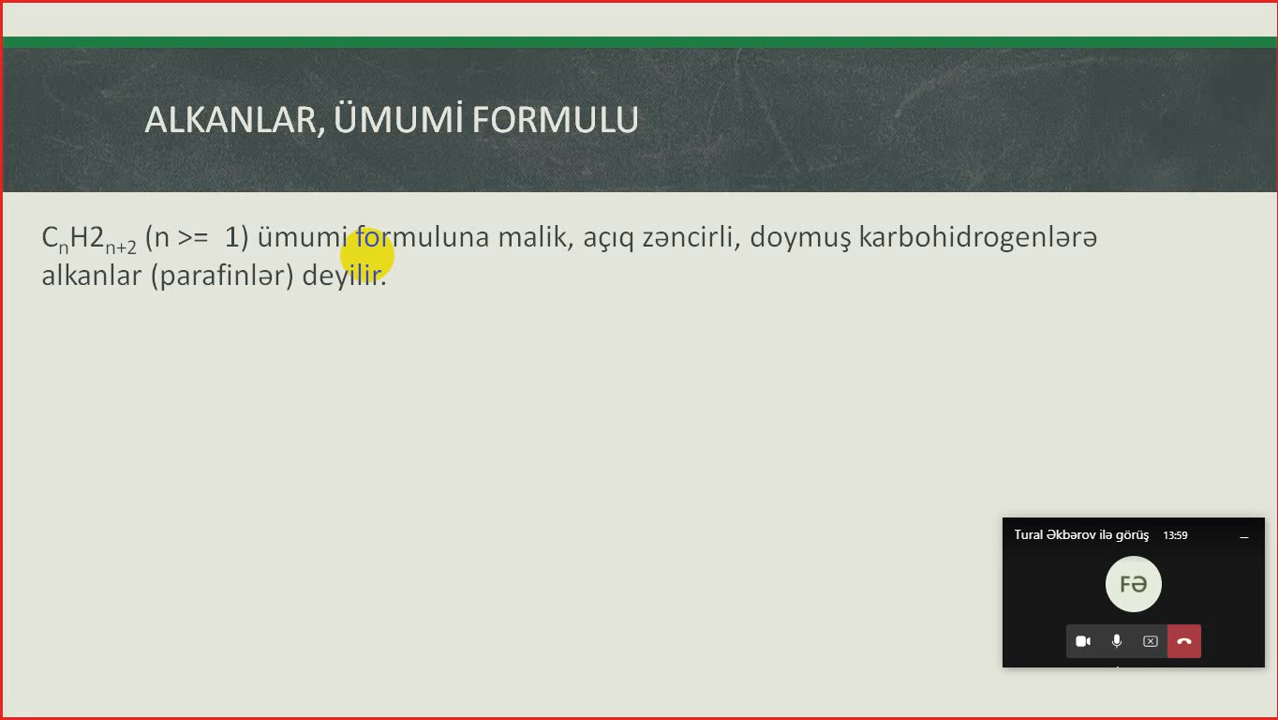 ALKANLAR, ÜMUMİ FORMULU
CnH2n+2 (n >= 1) ümumi formuluna malik, açıq zəncirli, doymuş karbohidrogenlərə
alkanlar (parafinlər) deyilir.
Tural Əkbərov ilə görüş 13:59
FƏ